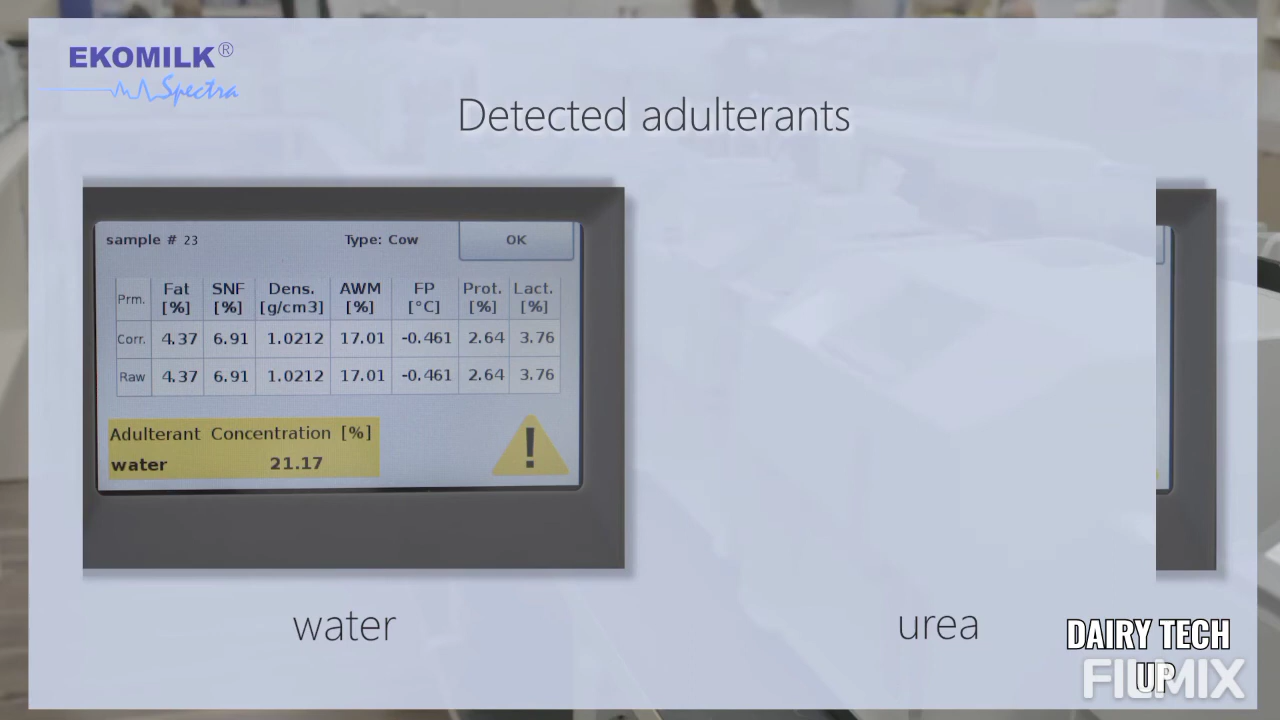 EKOMILK®
Spectra
Detected adulterants
sample # 23 Type: Cow OK
Prm. Fat [%] SNF [%] Dens. [g/cm3] AWM [%] FP [°C] Prot. [%] Lact. [%]
Corr. 4.37 6.91 1.0212 17.01 -0.461 2.64 3.76
Raw 4.37 6.91 1.0212 17.01 -0.461 2.64 3.76
Adulterant Concentration [%]
water 21.17
!
water
urea
DAIRY TECH
UP
FILMIX